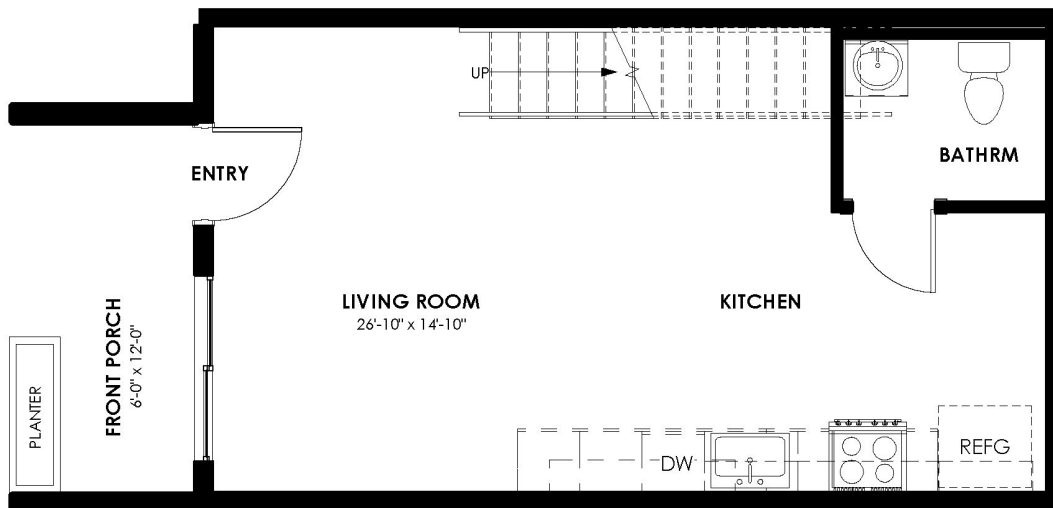 UP
BATHRM
ENTRY
LIVING ROOM
26'-10" x 14'-10"
KITCHEN
FRONT PORCH
6'-0" x 12'-0"
PLANTER
DW
REFG